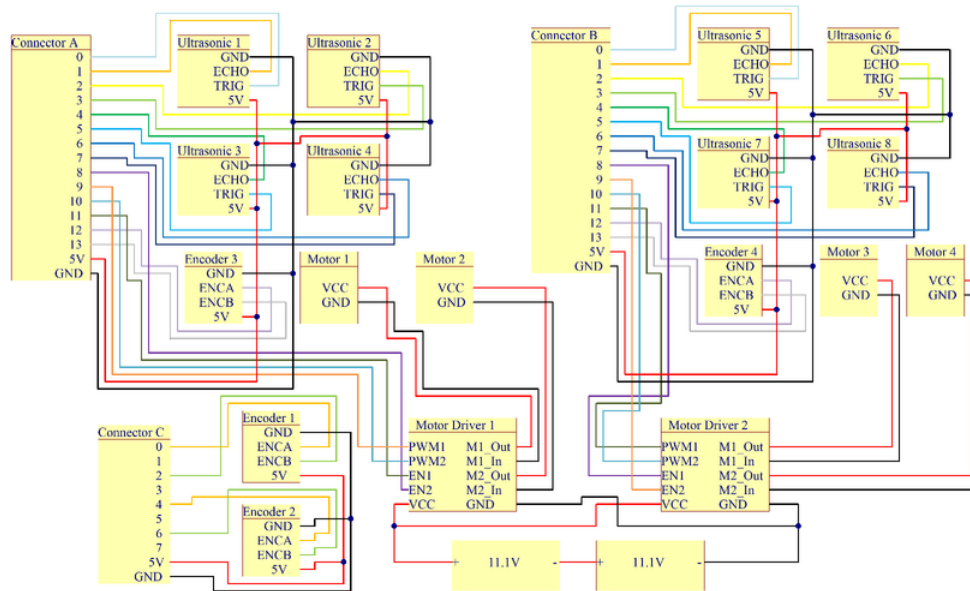 Connector A
0
1
2
3
4
5
6
7
8
9
10
11
12
13
5V
GND
Ultrasonic 1
GND
ECHO
TRIG
5V
Ultrasonic 2
GND
ECHO
TRIG
5V
Ultrasonic 3
GND
ECHO
TRIG
5V
Ultrasonic 4
GND
ECHO
TRIG
5V
Encoder 3
GND
ENCA
ENCB
5V
Motor 1
VCC
GND
Motor 2
VCC
GND
Connector B
0
1
2
3
4
5
6
7
8
9
10
11
12
13
5V
GND
Ultrasonic 5
GND
ECHO
TRIG
5V
Ultrasonic 6
GND
ECHO
TRIG
5V
Ultrasonic 7
GND
ECHO
TRIG
5V
Ultrasonic 8
GND
ECHO
TRIG
5V
Encoder 4
GND
ENCA
ENCB
5V
Motor 3
VCC
GND
Motor 4
VCC
GND
Connector C
0
1
2
3
4
5
6
7
5V
GND
Encoder 1
GND
ENCA
ENCB
5V
Encoder 2
GND
ENCA
ENCB
5V
Motor Driver 1
PWM1 M1_Out
PWM2 M1_In
EN1 M2_Out
EN2 M2_In
VCC GND
Motor Driver 2
PWM1 M1_Out
PWM2 M1_In
EN1 M2_Out
EN2 M2_In
VCC GND
+ 11.1V -
+ 11.1V -